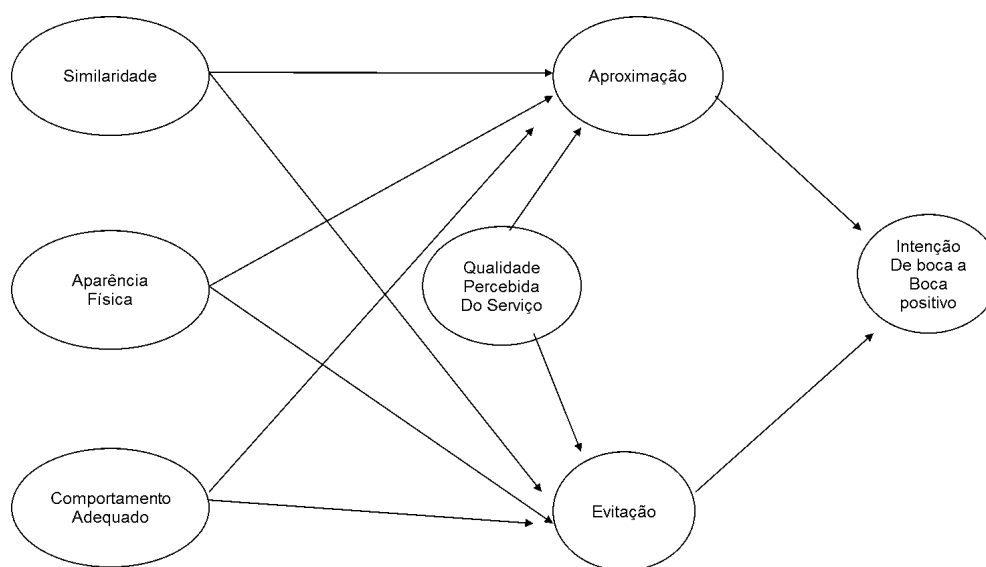 Similaridade
Aproximação
Aparência
Física
Qualidade
Percebida
Do Serviço
Intenção
De boca a
Boca
positivo
Comportamento
Adequado
Evitação